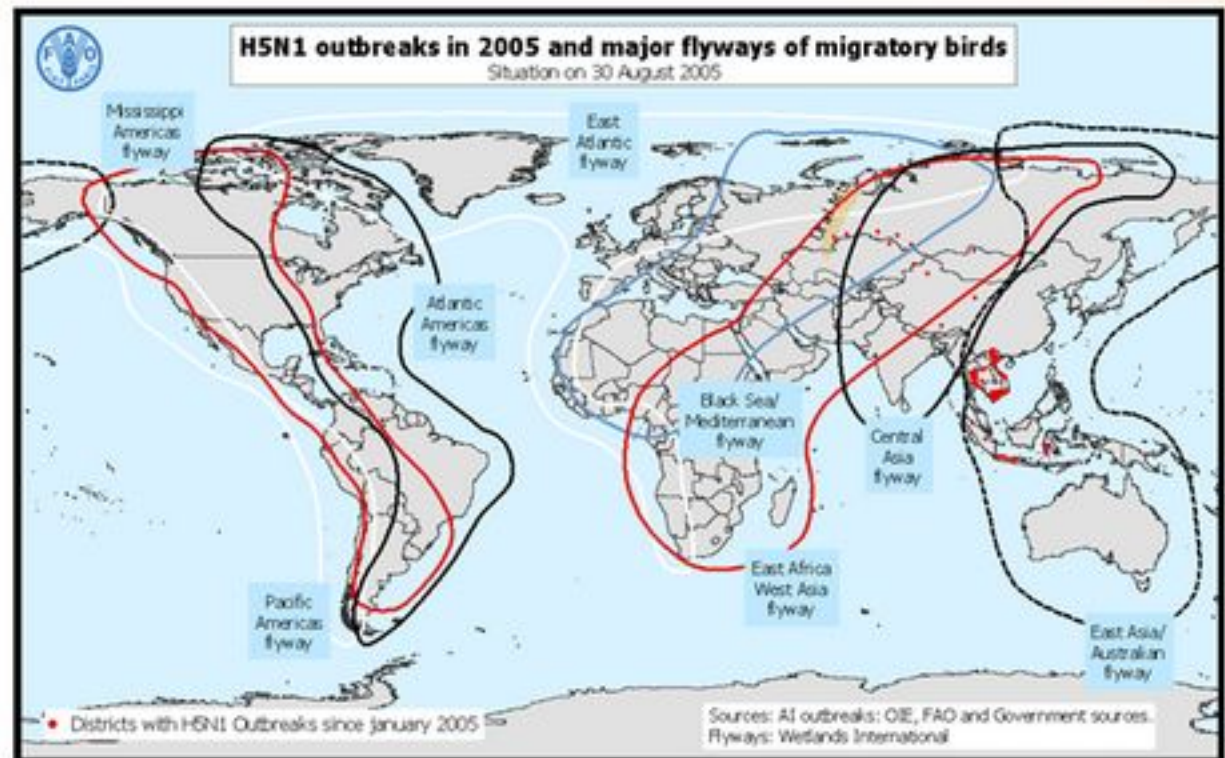 FAO
H5N1 outbreaks in 2005 and major flyways of migratory birds
Situation on 30 August 2005
Mississippi
Americas
flyway
East
Atlantic
flyway
Atlantic
Americas
flyway
Black Sea/
Mediterranean
flyway
Central
Asia
flyway
Pacific
Americas
flyway
East Africa
West Asia
flyway
East Asia/
Australian
flyway
Districts with H5N1 Outbreaks since january 2005
Sources: AI outbreaks: OIE, FAO and Government sources.
Flyways: Wetlands International